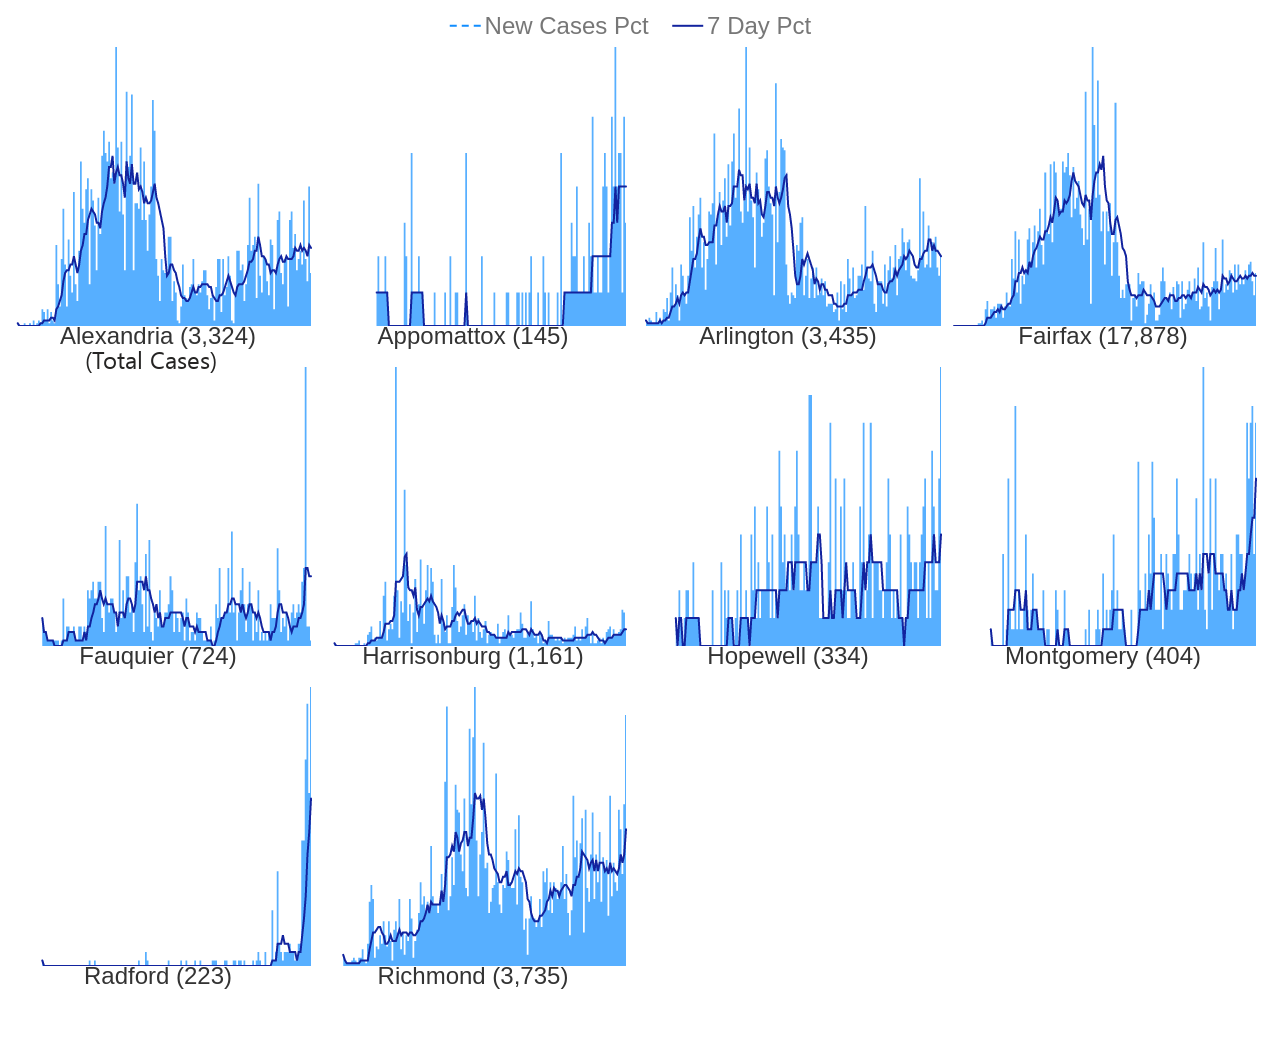 New Cases Pct 7 Day Pct
Alexandria (3,324) Appomattox (145) Arlington (3,435) Fairfax (17,878)
(Total Cases)
Fauquier (724) Harrisonburg (1,161) Hopewell (334) Montgomery (404)
Radford (223) Richmond (3,735)